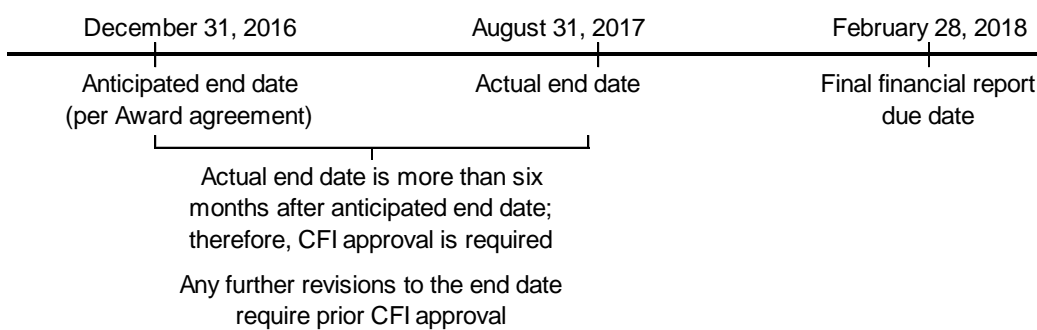 December 31, 2016
August 31, 2017
February 28, 2018
Anticipated end date
(per Award agreement)
Actual end date
Final financial report
due date
Actual end date is more than six
months after anticipated end date;
therefore, CFI approval is required
Any further revisions to the end date
require prior CFI approval